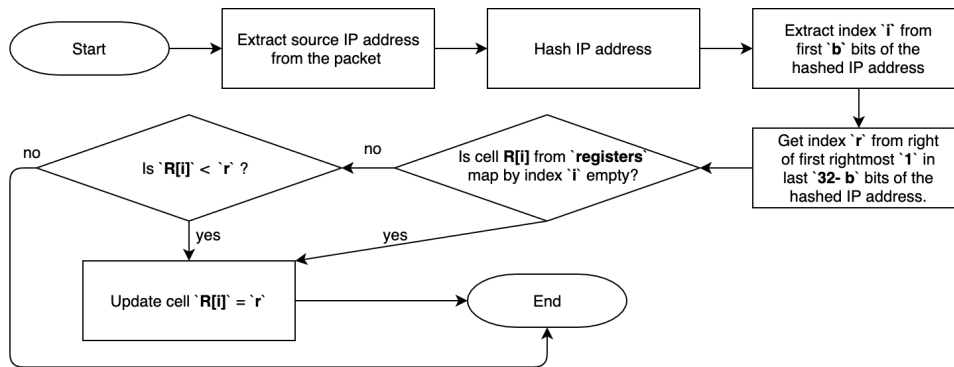 Start
Extract source IP address
from the packet
Hash IP address
Extract index `i` from
first `b` bits of the
hashed IP address
Get index `r` from right
of first rightmost `1` in
last `32- b` bits of the
hashed IP address.
Is cell R[i] from `registers`
map by index `i` empty?
no
yes
Is `R[i]` < `r` ?
no
yes
Update cell `R[i]` = `r`
End